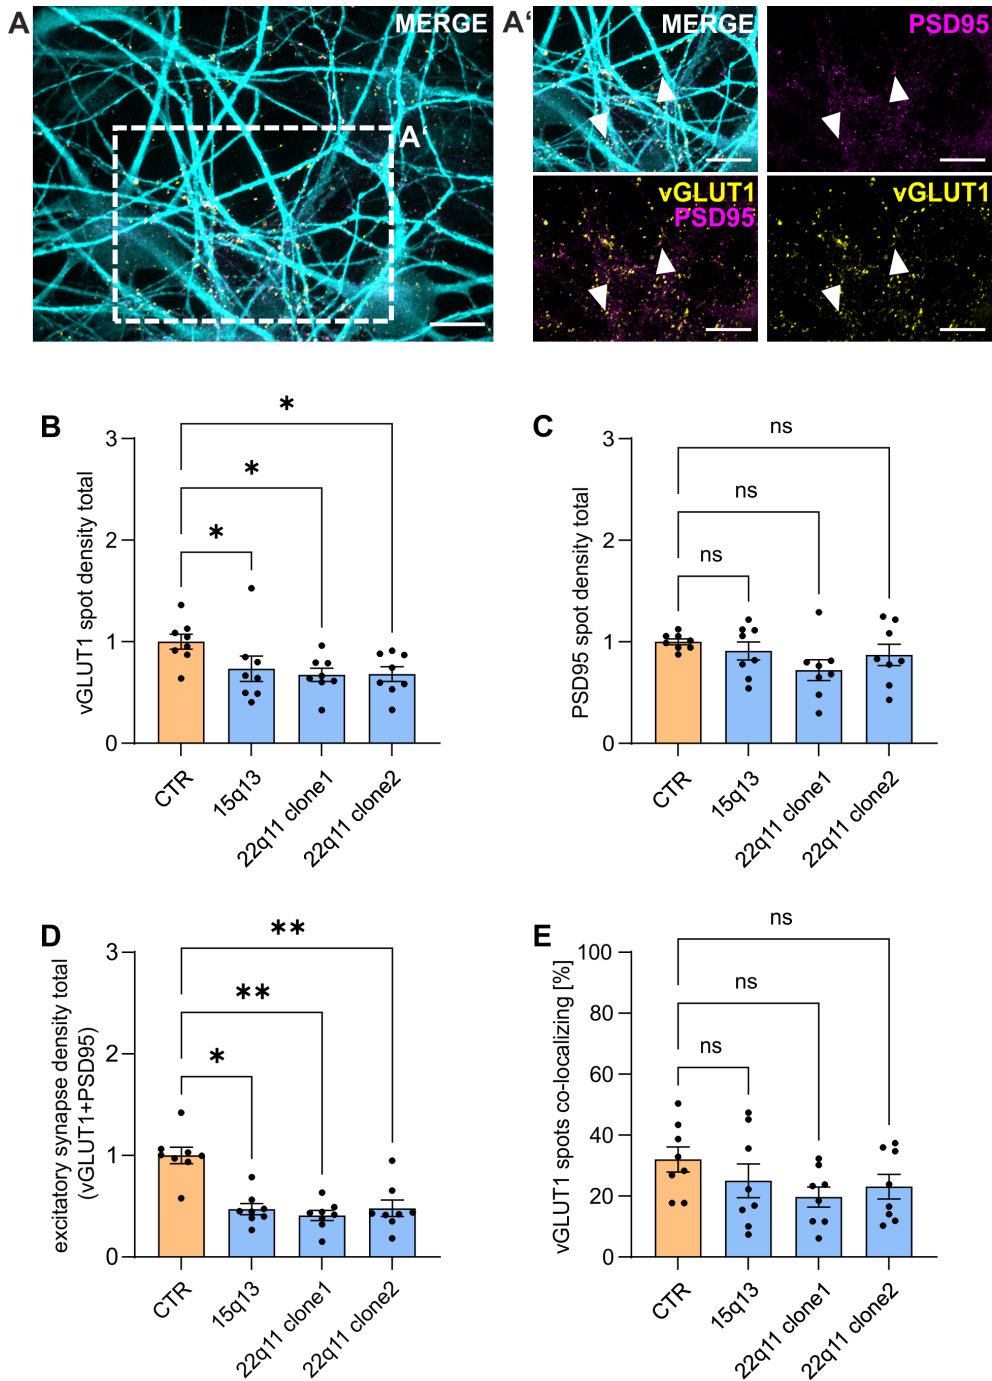 A
MERGE
A'
A'
MERGE
PSD95
vGLUT1
PSD95
vGLUT1
B
vGLUT1 spot density total
3
2
1
0
*
*
*
CTR
15q13
22q11 clone1
22q11 clone2
C
PSD95 spot density total
3
2
1
0
ns
ns
ns
CTR
15q13
22q11 clone1
22q11 clone2
D
excitatory synapse density total
(vGLUT1+PSD95)
3
2
1
0
**
**
*
CTR
15q13
22q11 clone1
22q11 clone2
E
vGLUT1 spots co-localizing [%]
100
80
60
40
20
0
ns
ns
ns
CTR
15q13
22q11 clone1
22q11 clone2